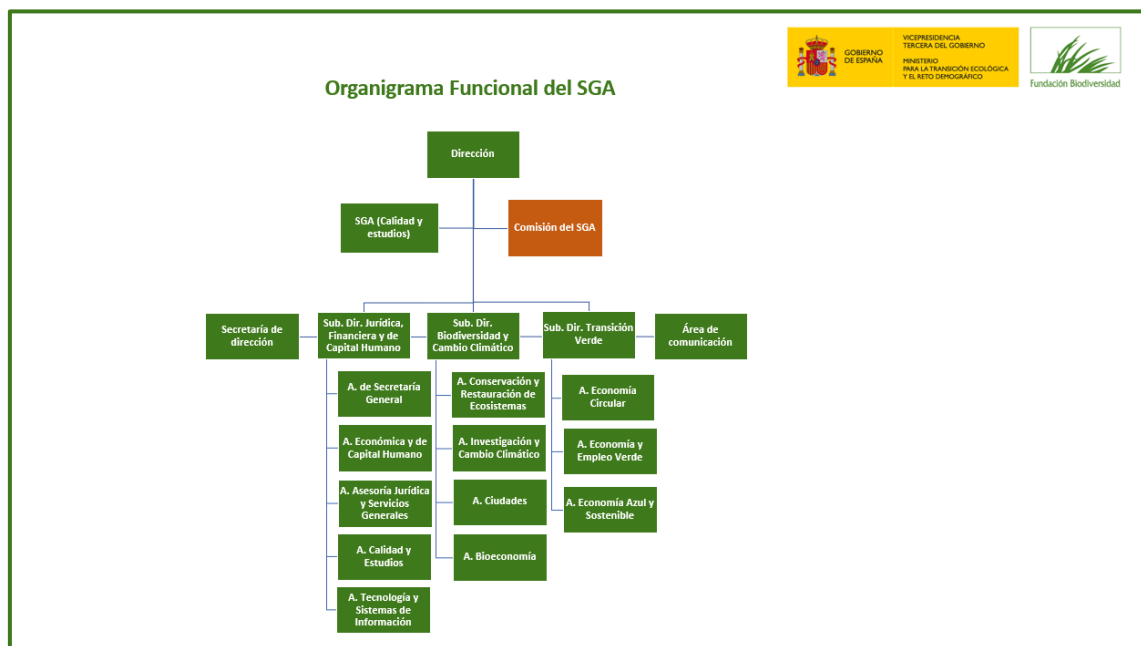 GOBIERNO
DE ESPAÑA
VICEPRESIDENCIA
TERCERA DEL GOBIERNO
MINISTERIO
PARA LA TRANSICIÓN ECOLÓGICA
Y EL RETO DEMOGRÁFICO
Fundación Biodiversidad
Organigrama Funcional del SGA
Dirección
SGA (Calidad y
estudios)
Comisión del SGA
Secretaría de
dirección
Sub. Dir. Jurídica,
Financiera y de
Capital Humano
Sub. Dir.
Biodiversidad y
Cambio Climático
Sub. Dir. Transición
Verde
Área de
comunicación
A. de Secretaría
General
A. Económica y de
Capital Humano
A. Asesoría Jurídica
y Servicios
Generales
A. Calidad y
Estudios
A. Tecnología y
Sistemas de
Información
A. Conservación y
Restauración de
Ecosistemas
A. Investigación y
Cambio Climático
A. Ciudades
A. Bioeconomía
A. Economía
Circular
A. Economía y
Empleo Verde
A. Economía Azul y
Sostenible